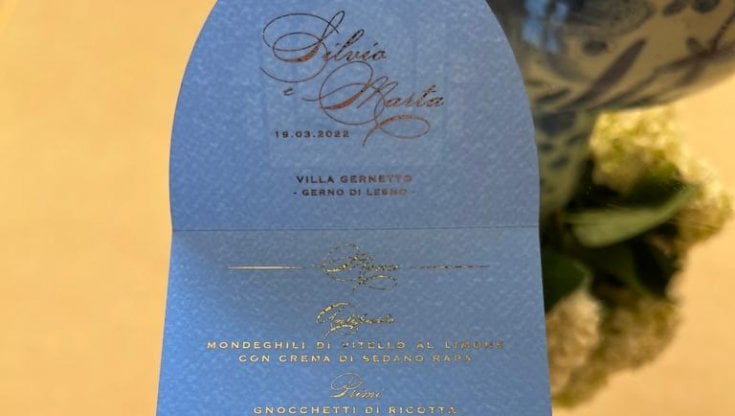 Silvio
e Marta
19.03.2022
VILLA GERNETTO
- GERNO DI LESMO -
Menu
Antipasto
MONDEGHILI DI VITELLO AL LIMONE
CON CREMA DI SEDANO RAPA
Primi
GNOCCHETTI DI RICOTTA